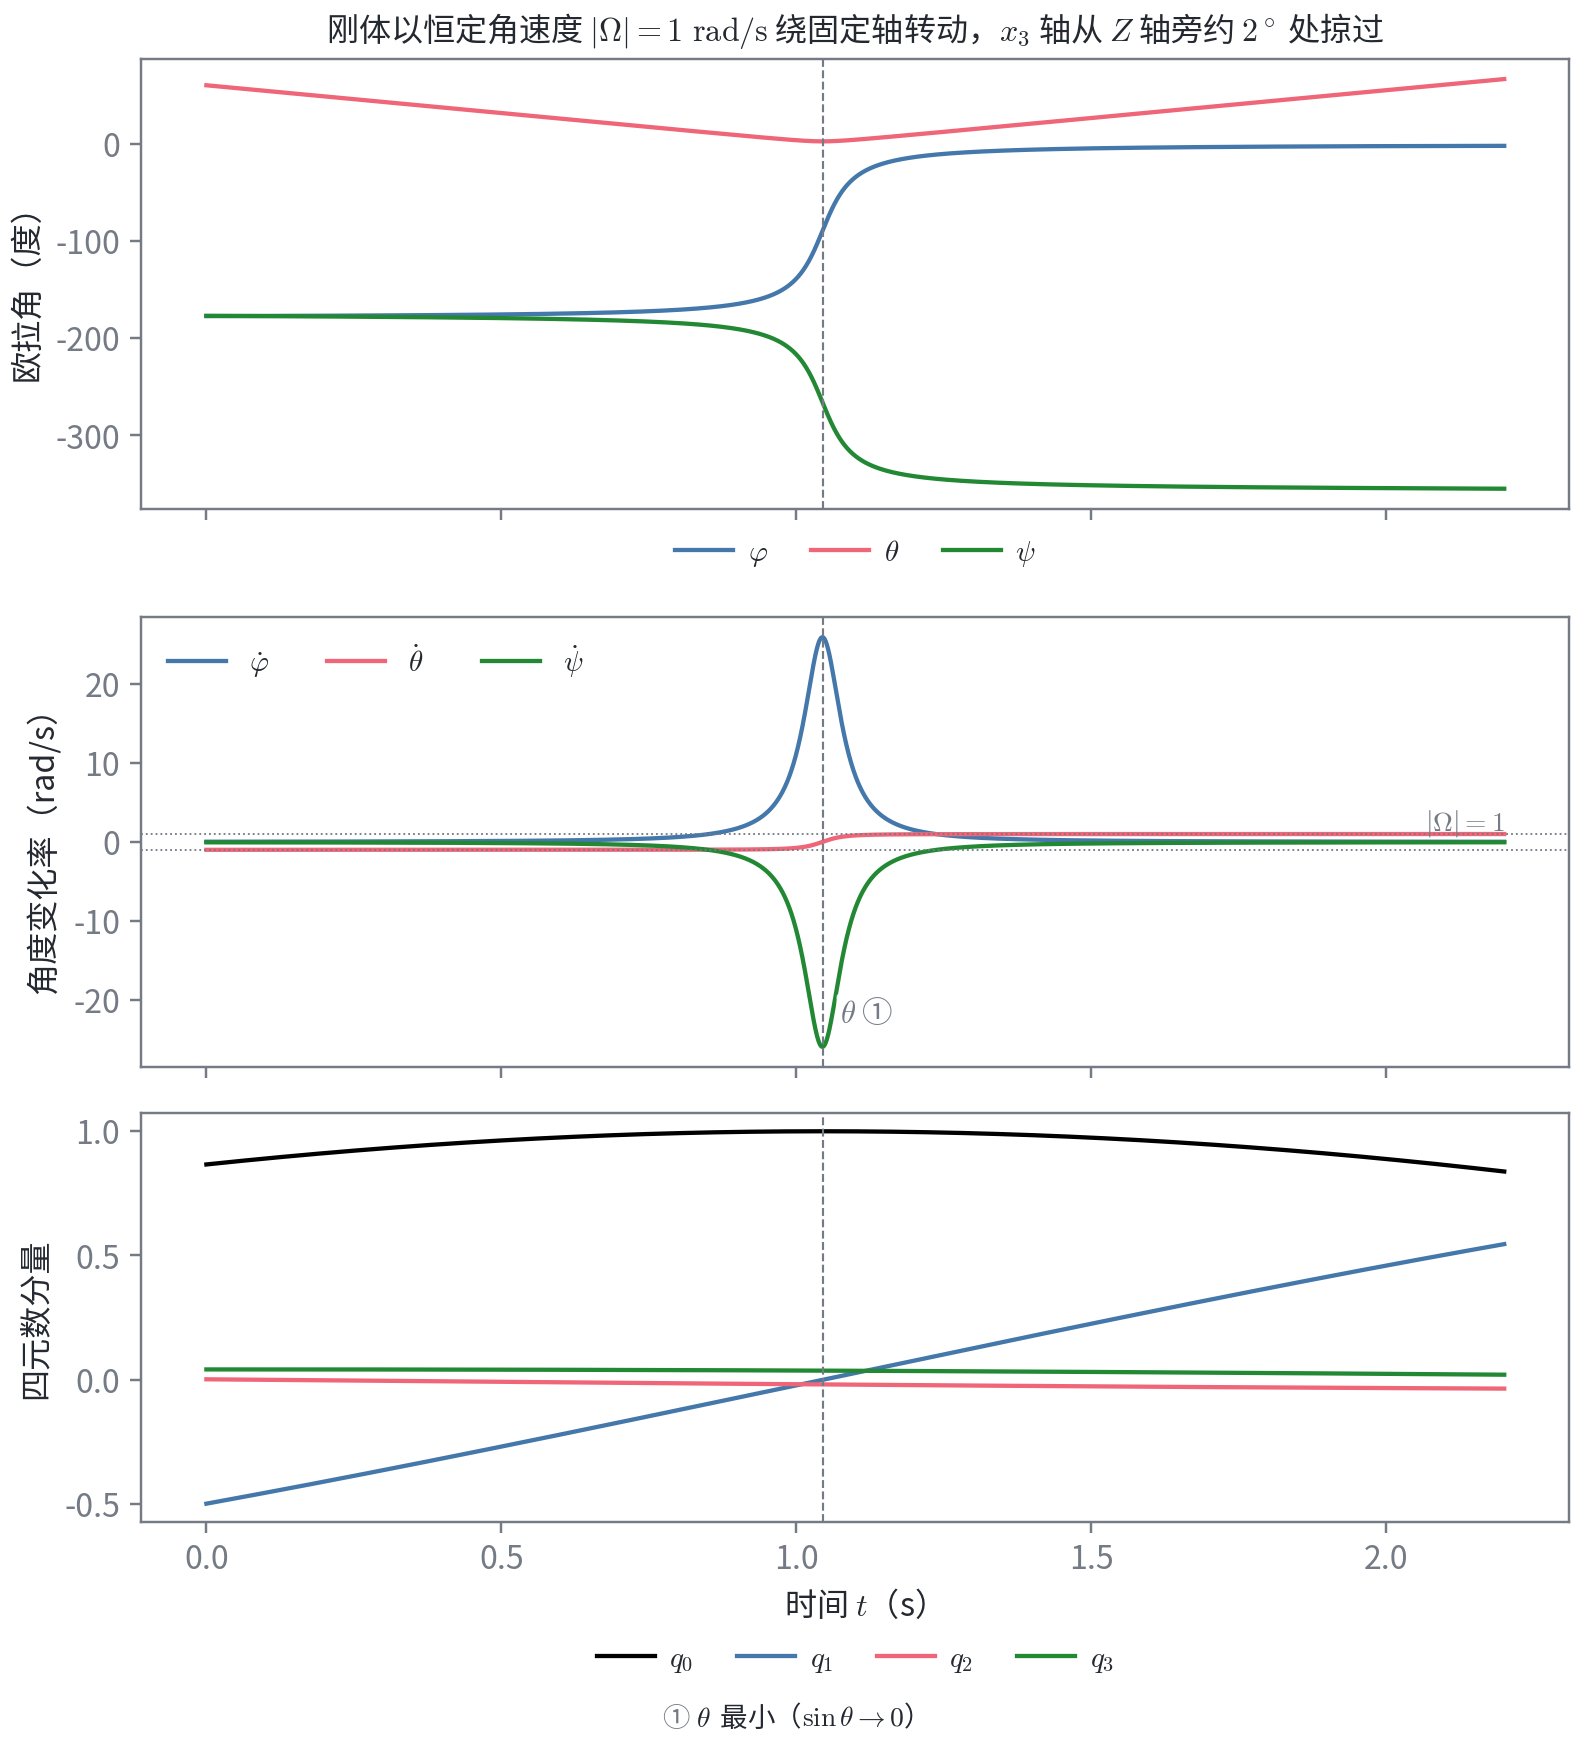 刚体以恒定角速度 |Ω| = 1 rad/s 绕固定轴转动，x₃ 轴从 Z 轴旁约 2° 处掠过
欧拉角（度）
0
-100
-200
-300
φ θ ψ
角度变化率（rad/s）
φ̇ θ̇ ψ̇
20
10
0
-10
-20
|Ω| = 1
θ ①
四元数分量
1.0
0.5
0.0
-0.5
0.0 0.5 1.0 1.5 2.0
时间 t（s）
q₀ q₁ q₂ q₃
① θ 最小（sin θ → 0）